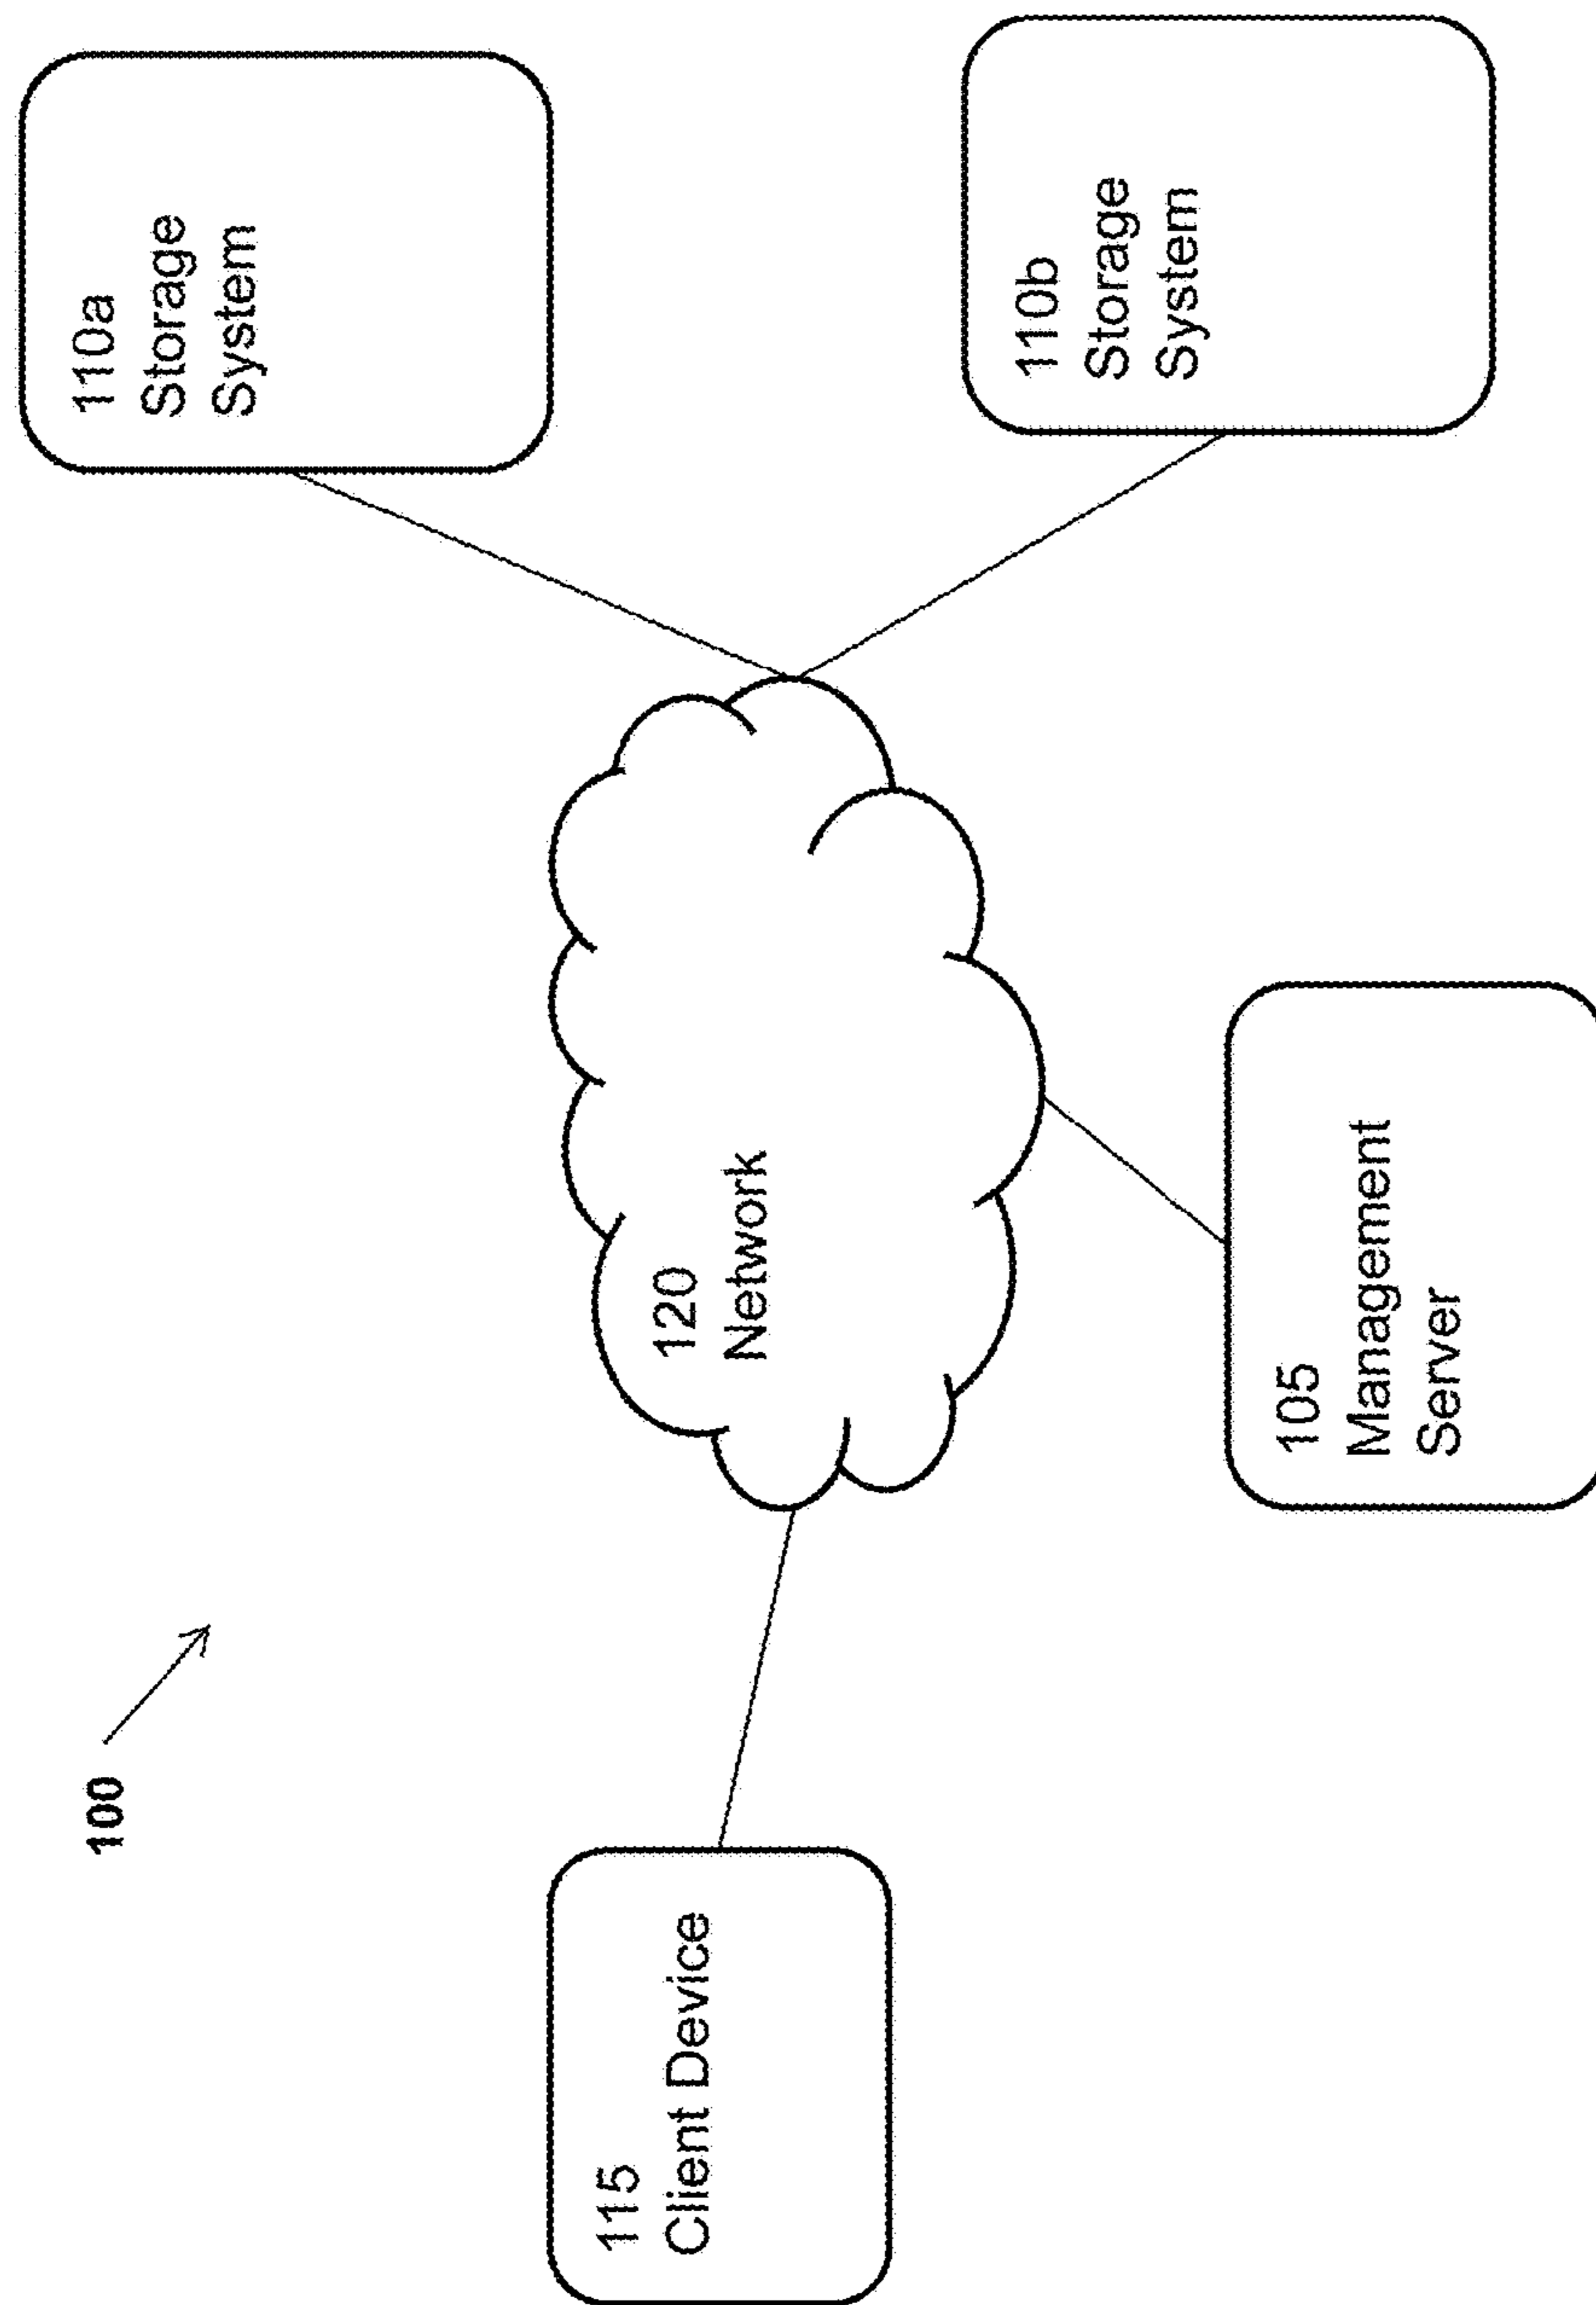 100
110a
Storage
System
120
Network
115
Client Device
110b
Storage
System
105
Management
Server